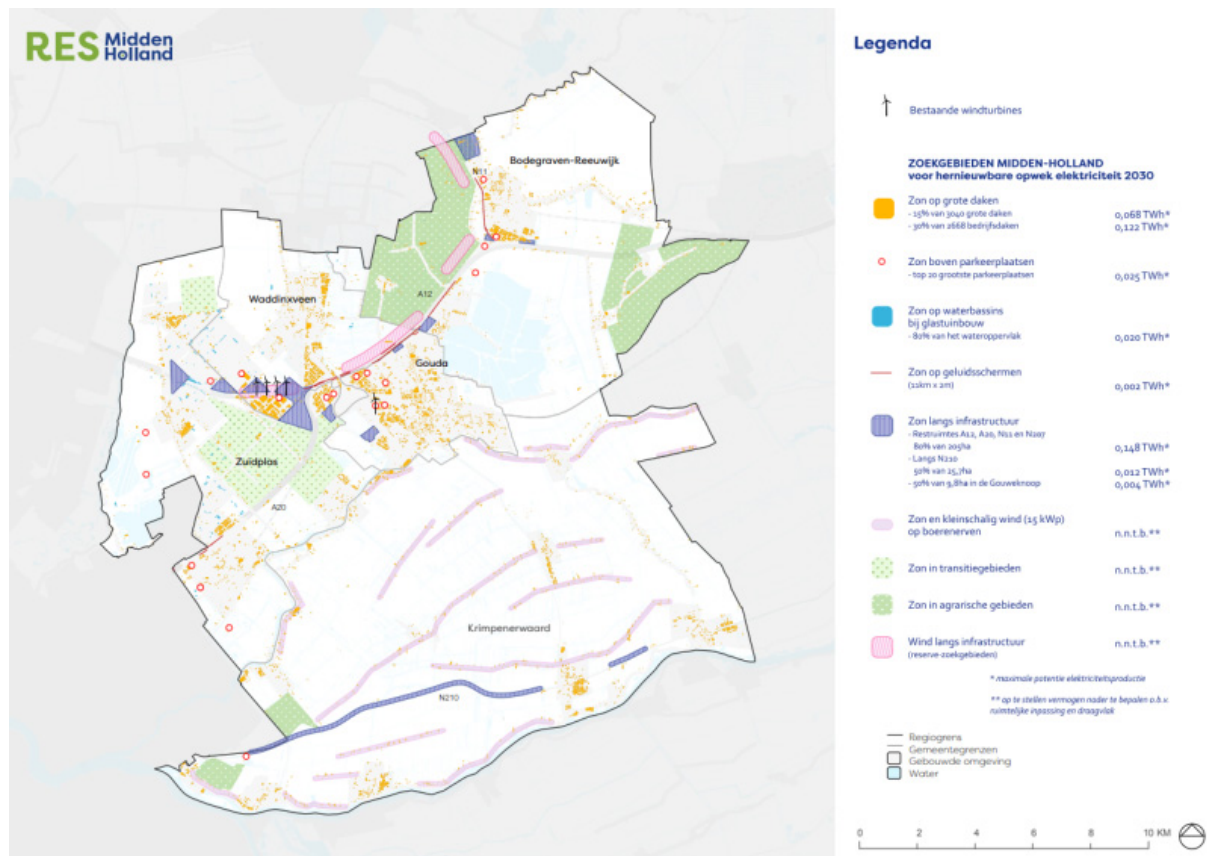 RES Midden
Holland
Bodegraven-Reeuwijk
N11
Waddinxveen
A12
Gouda
Zuidplas
A20
Krimpenerwaard
N210
Legenda
Bestaande windturbines
ZOEKGEBIEDEN MIDDEN-HOLLAND
voor hernieuwbare opwek elektriciteit 2030
Zon op grote daken
- 15% van 3040 grote daken 0,068 TWh*
- 30% van 2668 bedrijfsdaken 0,122 TWh*
Zon boven parkeerplaatsen
- top 20 grootste parkeerplaatsen 0,025 TWh*
Zon op waterbassins
bij glastuinbouw
- 80% van het wateroppervlak 0,020 TWh*
Zon op geluidsschermen
(11km x 2m) 0,002 TWh*
Zon langs infrastructuur
- Restruimtes A12, A20, N11 en N207
80% van 205ha 0,148 TWh*
- Langs N210
50% van 25,7ha 0,012 TWh*
- 50% van 9,8ha in de Gouweknoop 0,004 TWh*
Zon en kleinschalig wind (15 kWp)
op boerenerven n.n.t.b.**
Zon in transitiegebieden n.n.t.b.**
Zon in agrarische gebieden n.n.t.b.**
Wind langs infrastructuur n.n.t.b.**
(reserve zoekgebieden)
* maximale potentie elektriciteitsproductie
** op te stellen vermogen nader te bepalen o.b.v.
ruimtelijke inpassing en draagvlak
Regiogrens
Gemeentegrenzen
Gebouwde omgeving
Water
0 2 4 6 8 10 KM